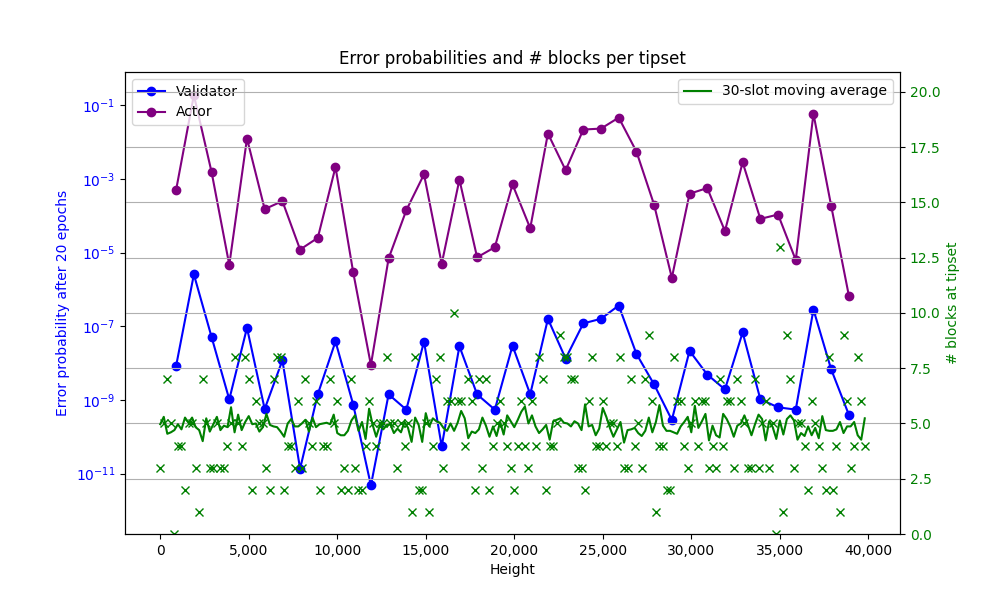 Error probabilities and # blocks per tipset
Validator
Actor
30-slot moving average
Error probability after 20 epochs
10⁻¹
10⁻³
10⁻⁵
10⁻⁷
10⁻⁹
10⁻¹¹
20.0
17.5
15.0
12.5
10.0
7.5
5.0
2.5
0.0
# blocks at tipset
0 5,000 10,000 15,000 20,000 25,000 30,000 35,000 40,000
Height